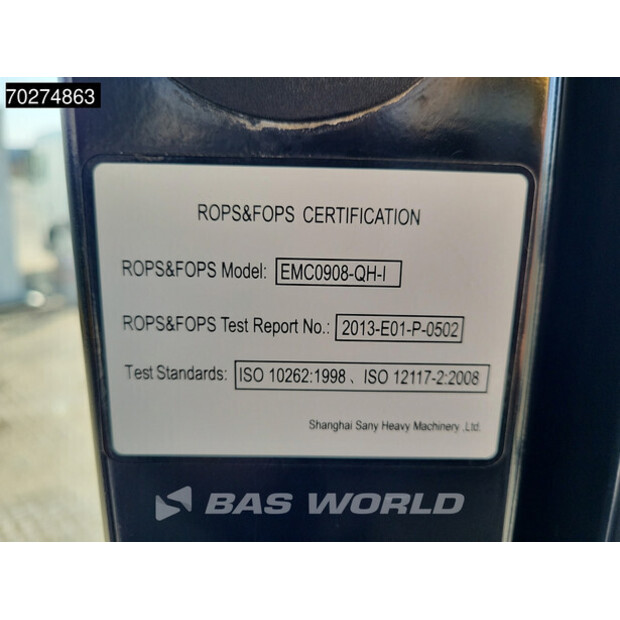 70274863
ROPS&FOPS CERTIFICATION
ROPS&FOPS Model: EMC0908-QH-I
ROPS&FOPS Test Report No.: 2013-E01-P-0502
Test Standards: ISO 10262:1998、ISO 12117-2:2008
Shanghai Sany Heavy Machinery ,Ltd.
BAS WORLD